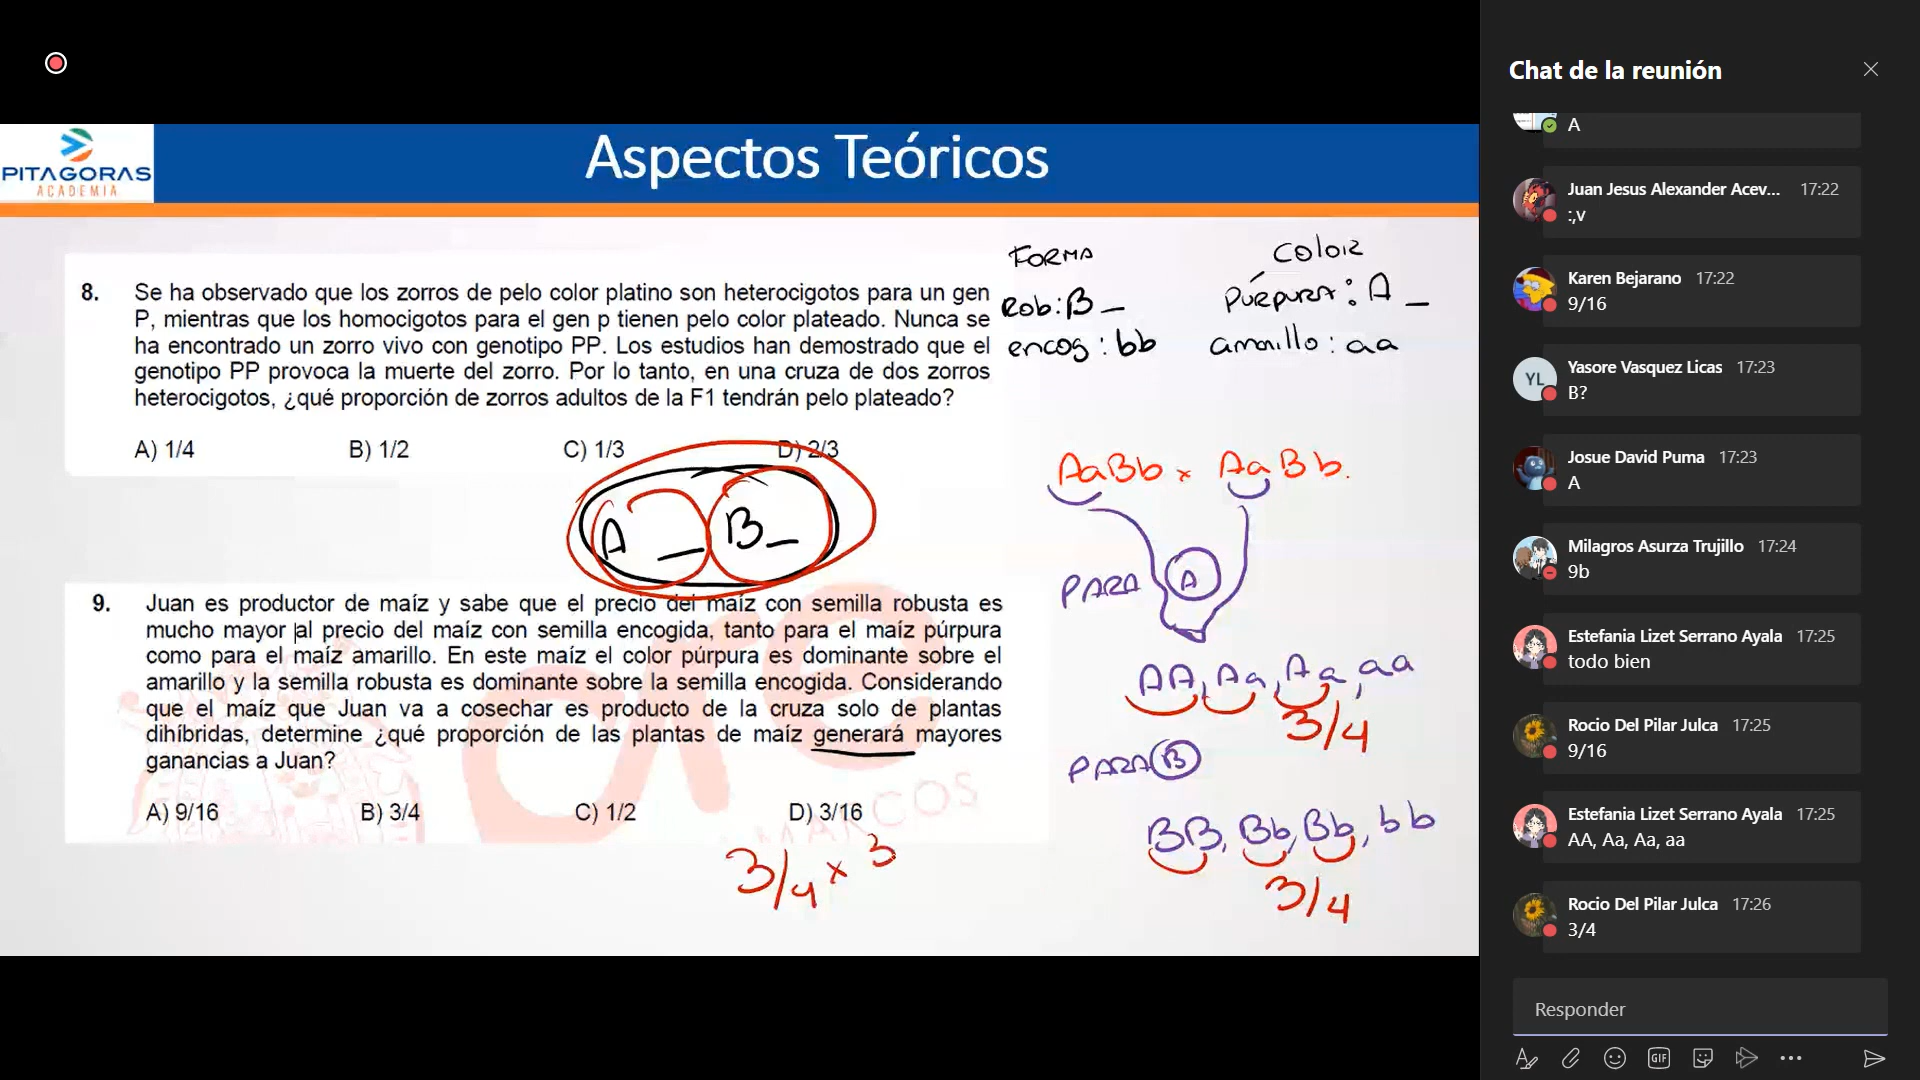 PITAGORAS
ACADEMIA
Aspectos Teóricos
8. Se ha observado que los zorros de pelo color platino son heterocigotos para un gen
P, mientras que los homocigotos para el gen p tienen pelo color plateado. Nunca se
ha encontrado un zorro vivo con genotipo PP. Los estudios han demostrado que el
genotipo PP provoca la muerte del zorro. Por lo tanto, en una cruza de dos zorros
heterocigotos, ¿qué proporción de zorros adultos de la F1 tendrán pelo plateado?
A) 1/4 B) 1/2 C) 1/3 D) 2/3
A _ B _
9. Juan es productor de maíz y sabe que el precio del maíz con semilla robusta es
mucho mayor al precio del maíz con semilla encogida, tanto para el maíz púrpura
como para el maíz amarillo. En este maíz el color púrpura es dominante sobre el
amarillo y la semilla robusta es dominante sobre la semilla encogida. Considerando
que el maíz que Juan va a cosechar es producto de la cruza solo de plantas
dihíbridas, determine ¿qué proporción de las plantas de maíz generará mayores
ganancias a Juan?
A) 9/16 B) 3/4 C) 1/2 D) 3/16
cre
MARCOS
3/4 x 3
FORMA
Rob: B _
encog: bb
COLOR
PÚRPURA: A _
amarillo: aa
AaBb x AaBb.
PARA A
AA, Aa, Aa, aa
3/4
PARA B
BB, Bb, Bb, bb
3/4
Chat de la reunión
A
Juan Jesus Alexander Acev... 17:22
:,v
Karen Bejarano 17:22
9/16
YL
Yasore Vasquez Licas 17:23
B?
Josue David Puma 17:23
A
Milagros Asurza Trujillo 17:24
9b
Estefania Lizet Serrano Ayala 17:25
todo bien
Rocio Del Pilar Julca 17:25
9/16
Estefania Lizet Serrano Ayala 17:25
AA, Aa, Aa, aa
Rocio Del Pilar Julca 17:26
3/4
Responder
GIF